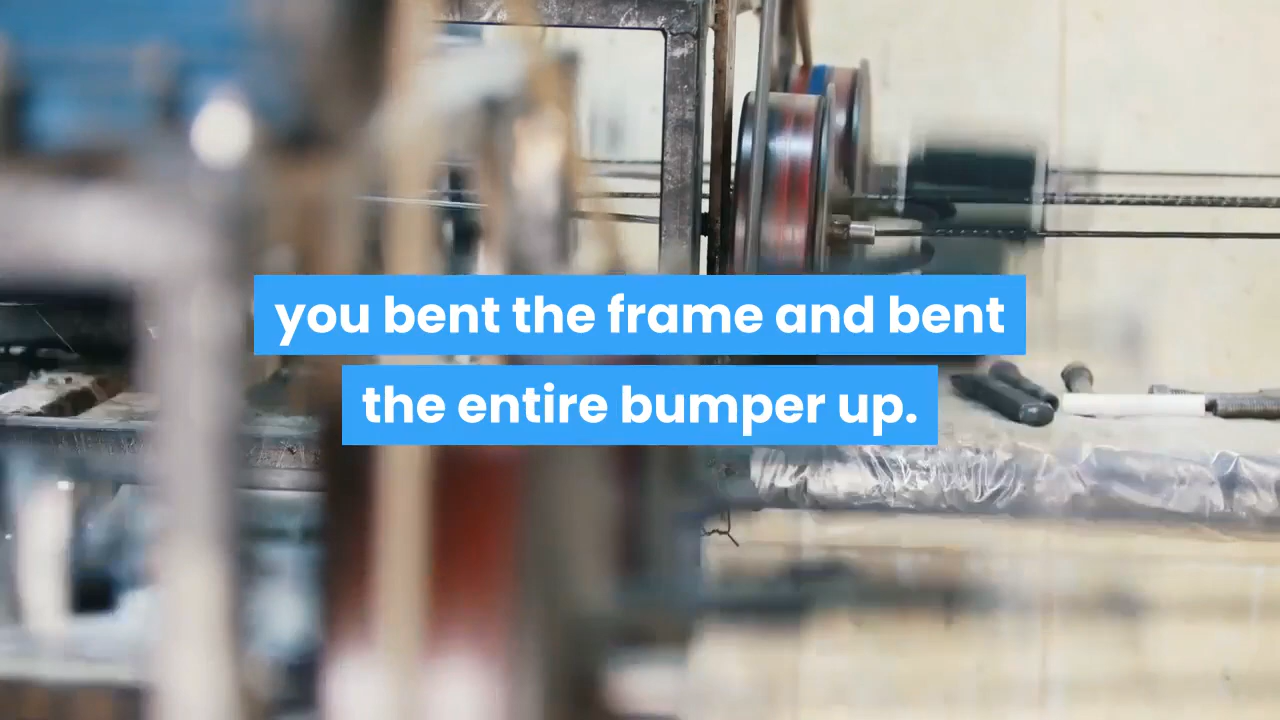 you bent the frame and bent
the entire bumper up.